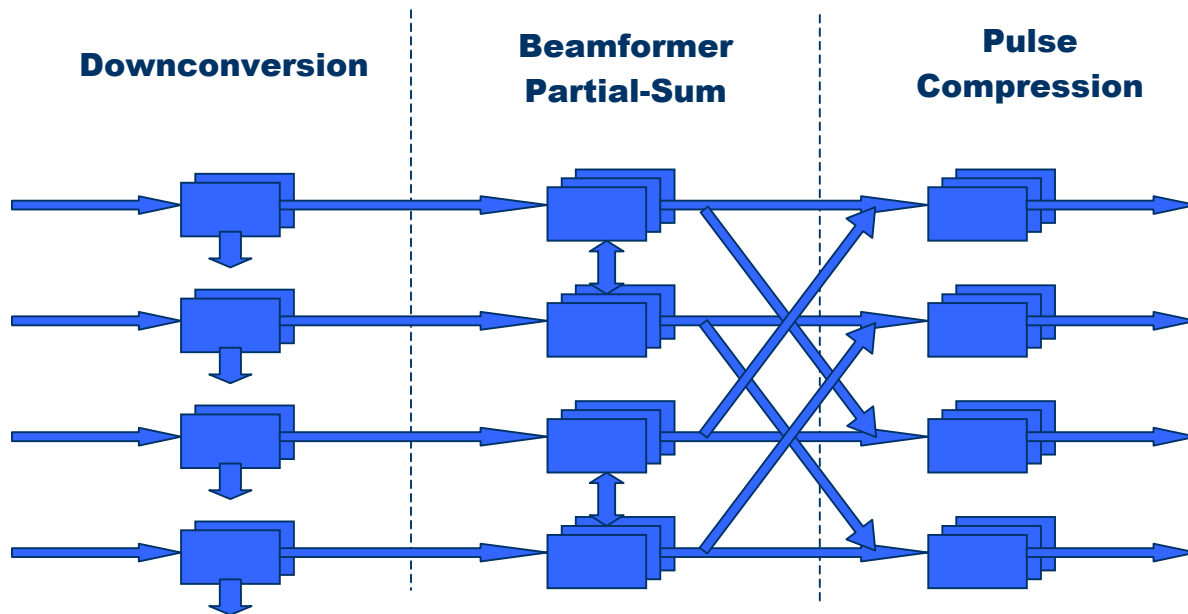 Downconversion
Beamformer
Partial-Sum
Pulse
Compression